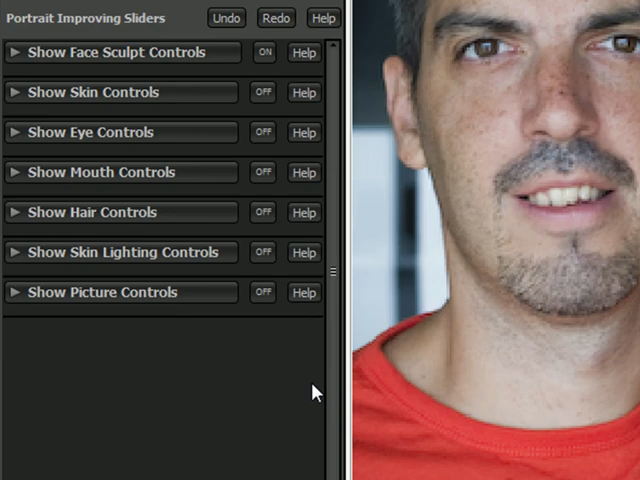 Portrait Improving Sliders Undo Redo Help
Show Face Sculpt Controls ON Help
Show Skin Controls OFF Help
Show Eye Controls OFF Help
Show Mouth Controls OFF Help
Show Hair Controls OFF Help
Show Skin Lighting Controls OFF Help
Show Picture Controls OFF Help